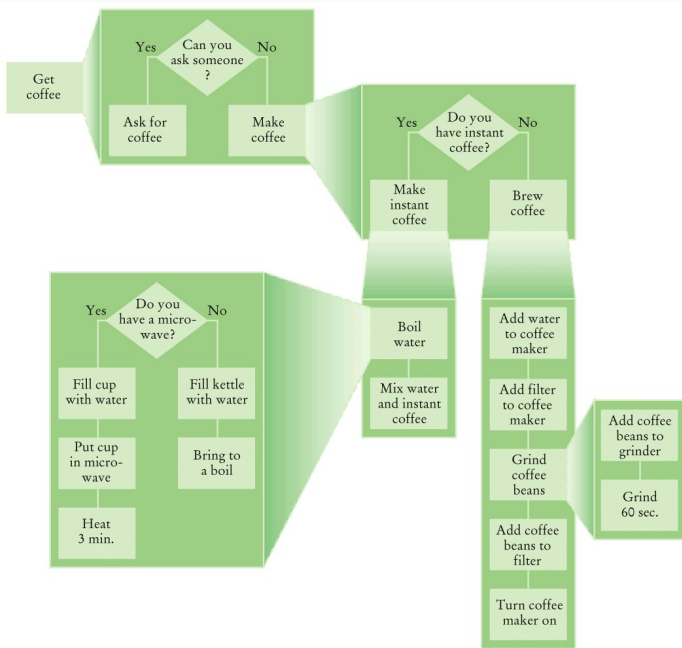 Get
coffee
Can you
ask someone
?
Yes
No
Ask for
coffee
Make
coffee
Do you
have instant
coffee?
Yes
No
Make
instant
coffee
Brew
coffee
Do you
have a micro-
wave?
Yes
No
Fill cup
with water
Put cup
in micro-
wave
Heat
3 min.
Fill kettle
with water
Bring to
a boil
Boil
water
Mix water
and instant
coffee
Add water
to coffee
maker
Add filter
to coffee
maker
Grind
coffee
beans
Add coffee
beans to
filter
Turn coffee
maker on
Add coffee
beans to
grinder
Grind
60 sec.